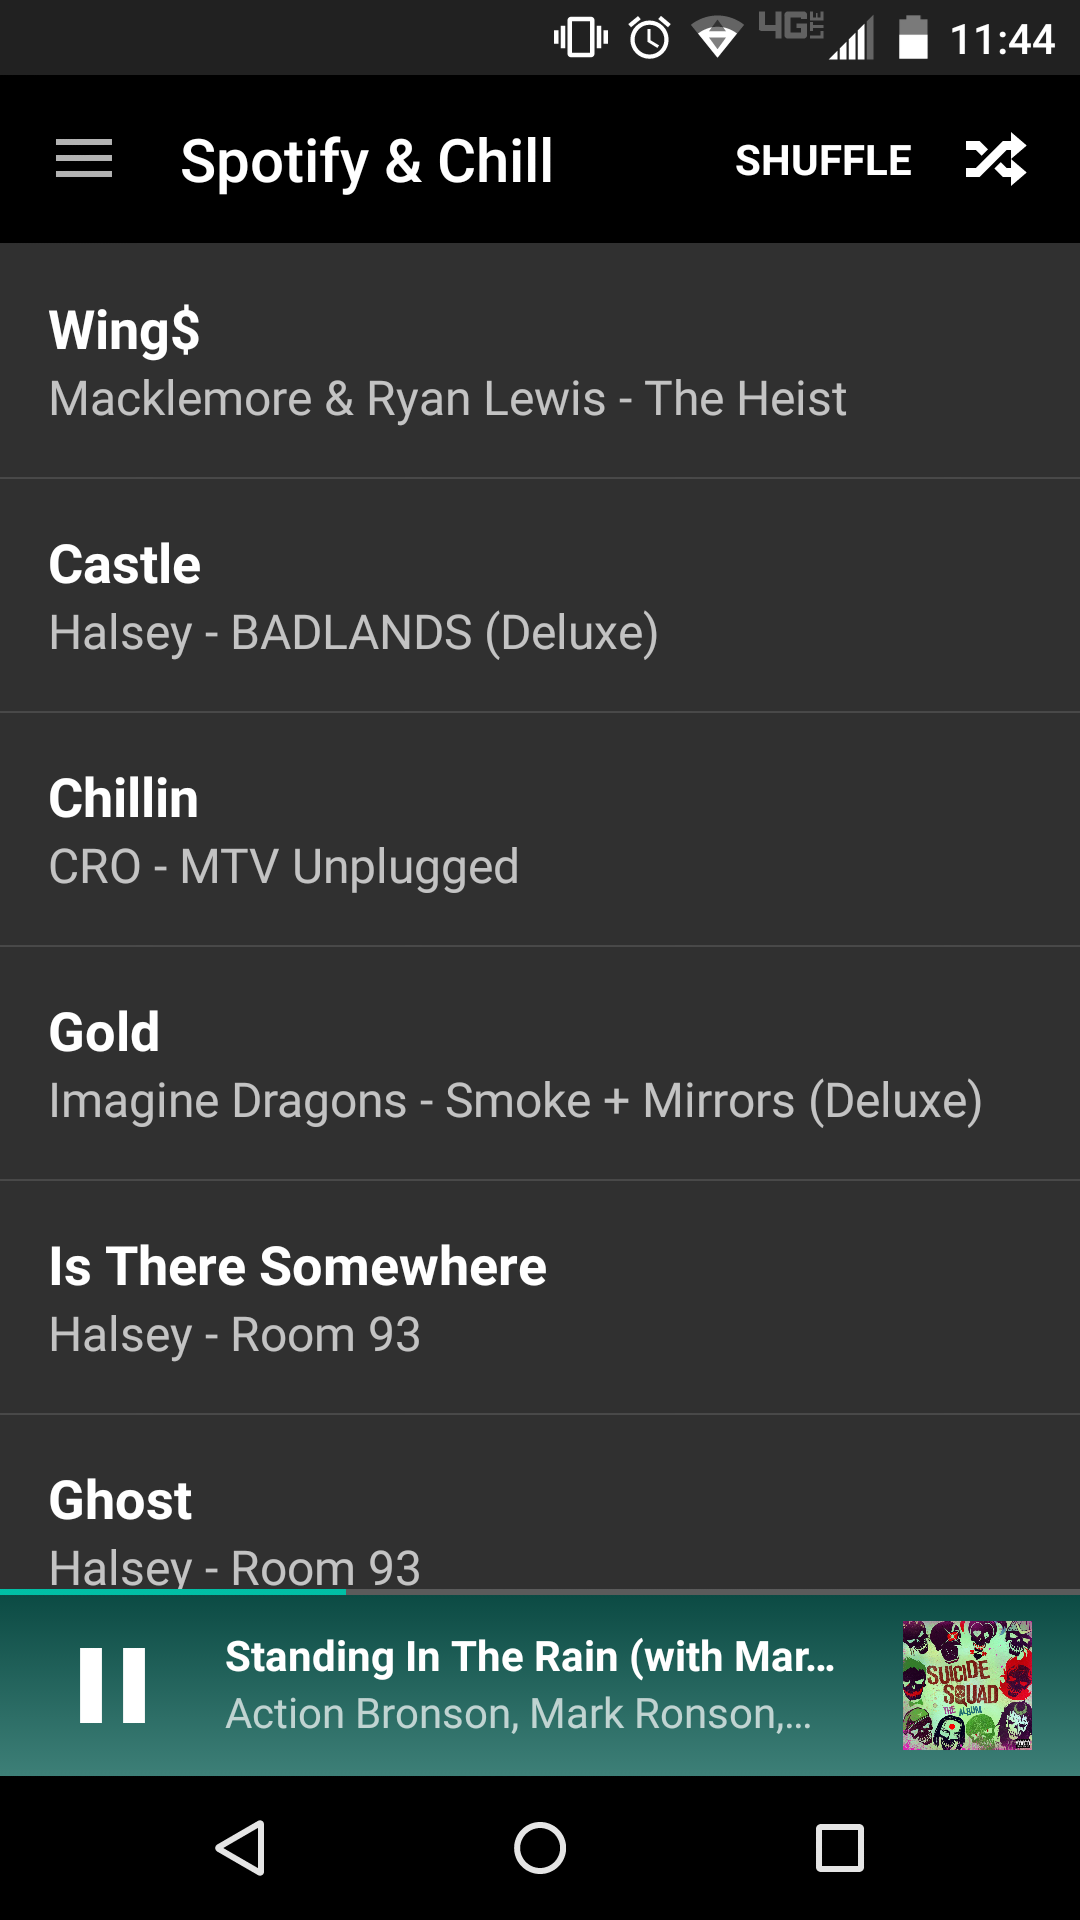 4G LTE 11:44
Spotify & Chill SHUFFLE
Wing$
Macklemore & Ryan Lewis - The Heist
Castle
Halsey - BADLANDS (Deluxe)
Chillin
CRO - MTV Unplugged
Gold
Imagine Dragons - Smoke + Mirrors (Deluxe)
Is There Somewhere
Halsey - Room 93
Ghost
Halsey - Room 93
Standing In The Rain (with Mar...
Action Bronson, Mark Ronson,...
SUICIDE
SQUAD
THE ALBUM